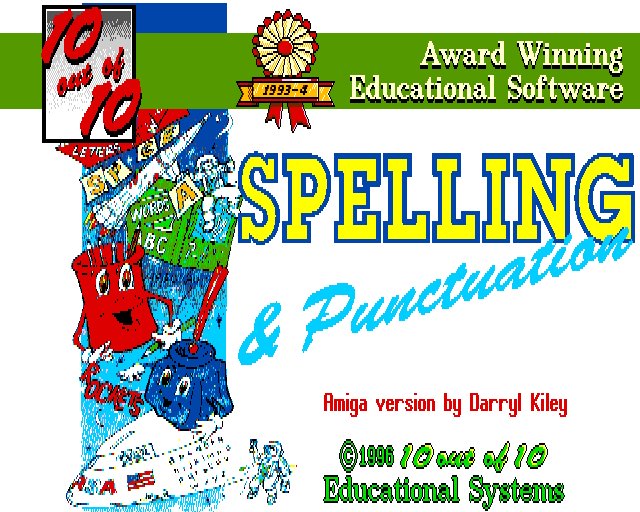 10
out of
10
1993-4
Award Winning
Educational Software
LETTERS
WORDS
A
ABC
SPELLING
& Punctuation
ROCKETS
Amiga version by Darryl Kiley
©1996 10 out of 10
Educational Systems